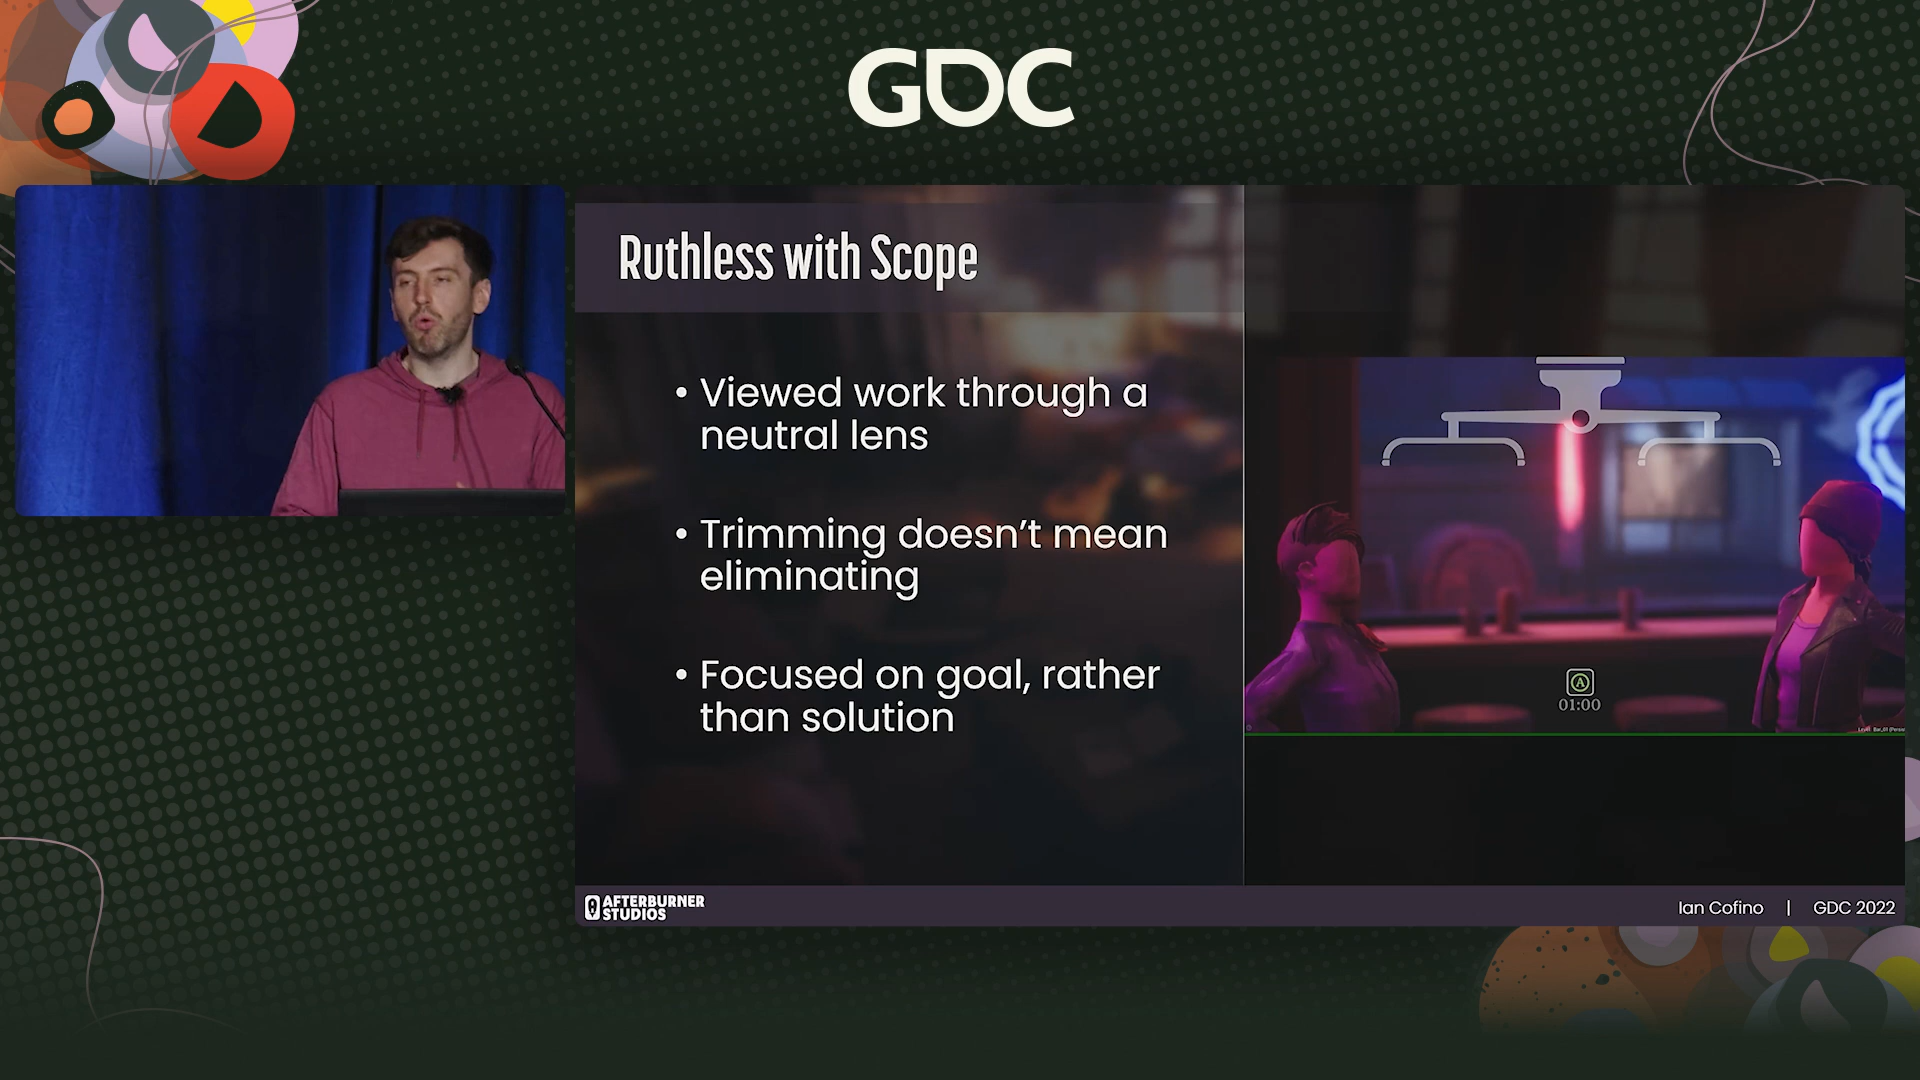 GDC
Ruthless with Scope
• Viewed work through a
neutral lens
• Trimming doesn't mean
eliminating
• Focused on goal, rather
than solution
A
01:00
AFTERBURNER
STUDIOS
Ian Cofino | GDC 2022